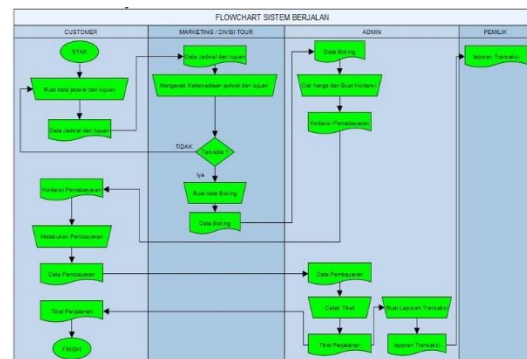 FLOWCHART SISTEM BERJALAN
CUSTOMER
MARKETING / DIVISI TOUR
ADMIN
PEMILIK
START
Buat data jadwal dan tujuan
Data Jadwal dan tujuan
Data Jadwal dan tujuan
Mengecek Ketersediaan jadwal dan tujuan
TIDAK
Tersedia ?
Iya
Buat data Boking
Data Boking
Data Boking
Cek harga dan Buat Kwitansi
Kwitansi Pembayaran
laporan Transaksi
Kwitansi Pembayaran
Melakukan Pembayaran
Data Pembayaran
Data Pembayaran
Cetak Tiket
Tiket Perjalanan
Buat Laporan Transaksi
laporan Transaksi
Tiket Perjalanan
FINISH